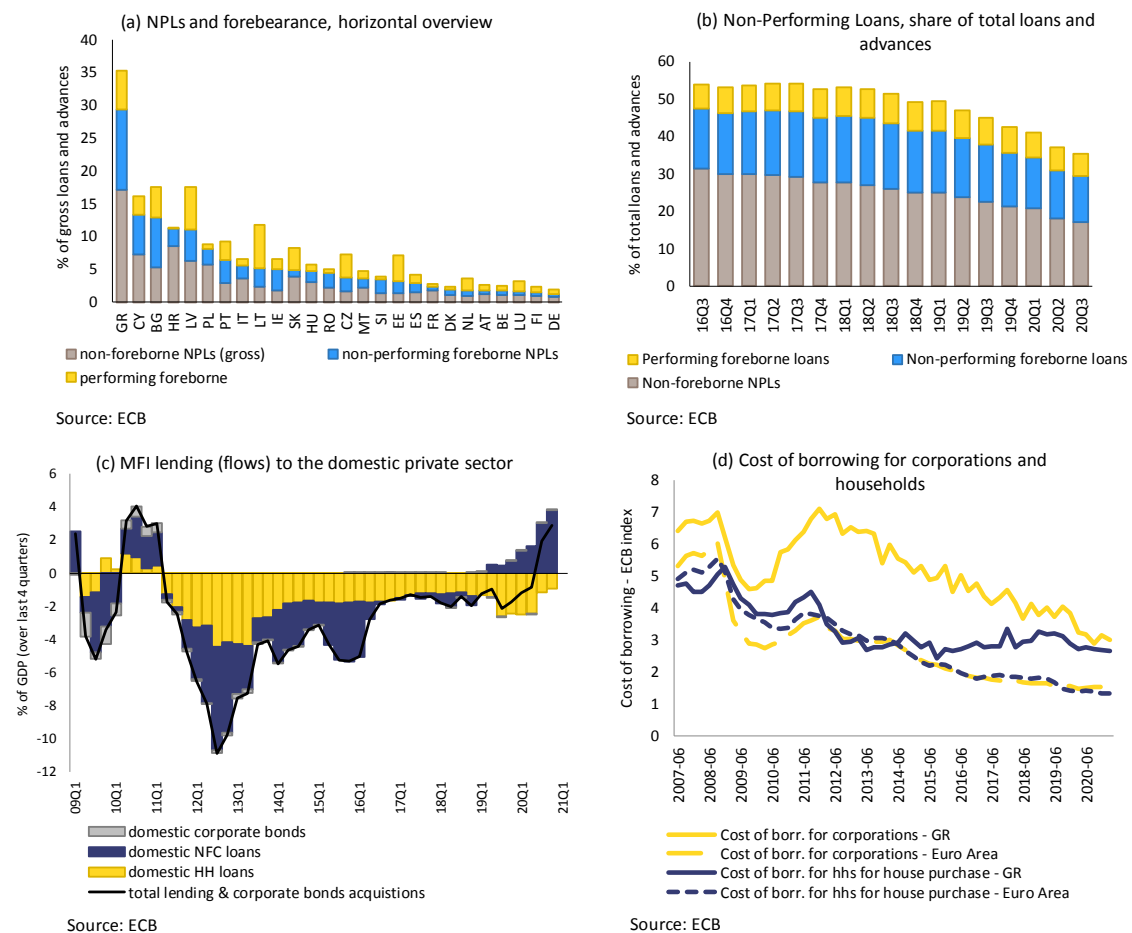 (a) NPLs and forebearance, horizontal overview
% of gross loans and advances
40
35
30
25
20
15
10
5
0
GR CY BG HR LV PL PT IT LT IE SK HU RO CZ MT SI EE ES FR DK NL AT BE LU FI DE
non-foreborne NPLs (gross)
non-performing foreborne NPLs
performing foreborne
Source: ECB
(b) Non-Performing Loans, share of total loans and
advances
% of total loans and advances
60
50
40
30
20
10
0
16Q3 16Q4 17Q1 17Q2 17Q3 17Q4 18Q1 18Q2 18Q3 18Q4 19Q1 19Q2 19Q3 19Q4 20Q1 20Q2 20Q3
Performing foreborne loans
Non-performing foreborne loans
Non-foreborne NPLs
Source: ECB
(c) MFI lending (flows) to the domestic private sector
% of GDP (over last 4 quarters)
6
4
2
0
-2
-4
-6
-8
-10
-12
09Q1 10Q1 11Q1 12Q1 13Q1 14Q1 15Q1 16Q1 17Q1 18Q1 19Q1 20Q1 21Q1
domestic corporate bonds
domestic NFC loans
domestic HH loans
total lending & corporate bonds acquistions
Source: ECB
(d) Cost of borrowing for corporations and
households
Cost of borrowing - ECB index
8
7
6
5
4
3
2
1
0
2007-06 2008-06 2009-06 2010-06 2011-06 2012-06 2013-06 2014-06 2015-06 2016-06 2017-06 2018-06 2019-06 2020-06
Cost of borr. for corporations - GR
Cost of borr. for corporations - Euro Area
Cost of borr. for hhs for house purchase - GR
Cost of borr. for hhs for house purchase - Euro Area
Source: ECB